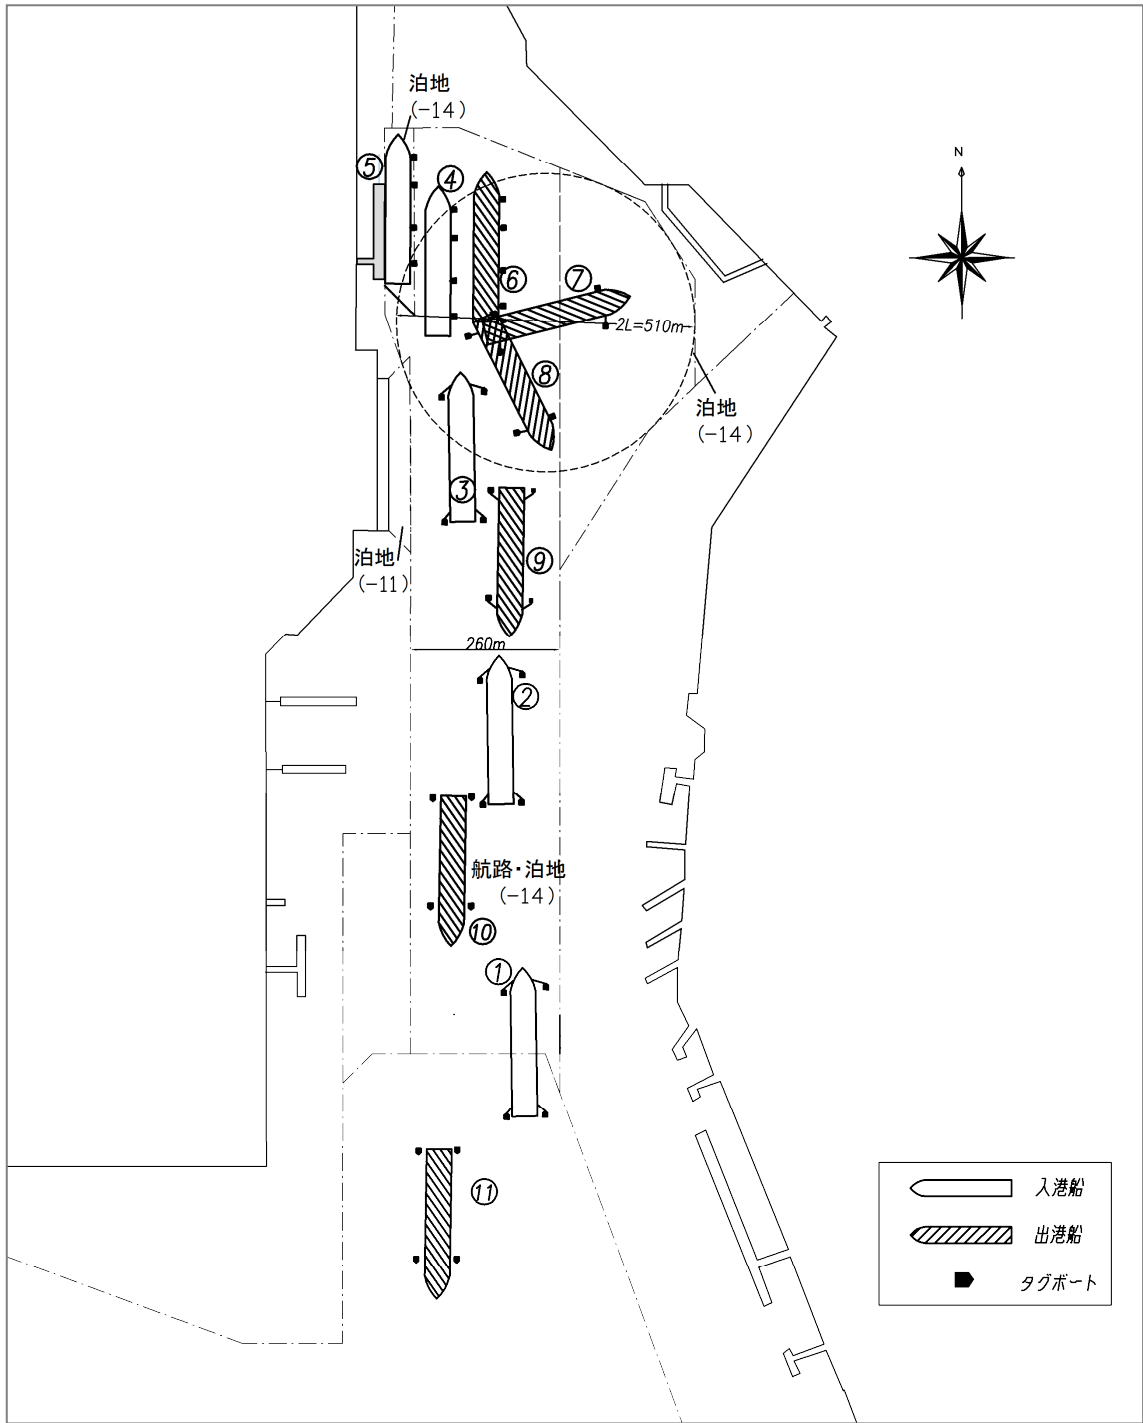 泊地
(-14)
⑤
④
N
⑥
⑦
2L=510m
⑧
泊地
(-14)
③
⑨
泊地
(-11)
260m
②
航路・泊地
(-14)
⑩
①
⑪
入港船
出港船
タグボート